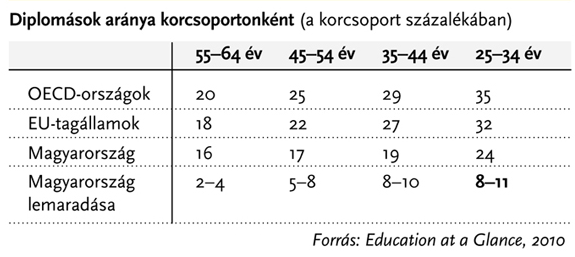 Diplomások aránya korcsoportonként (a korcsoport százalékában)
55–64 év 45–54 év 35–44 év 25–34 év
OECD-országok 20 25 29 35
EU-tagállamok 18 22 27 32
Magyarország 16 17 19 24
Magyarország 2–4 5–8 8–10 8–11
lemaradása
Forrás: Education at a Glance, 2010